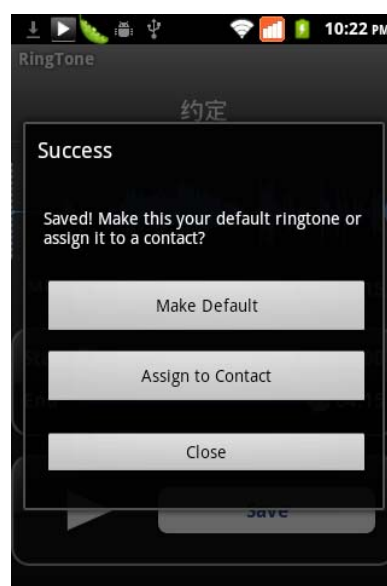 10:22 PM
RingTone
约定
Success
Saved! Make this your default ringtone or
assign it to a contact?
Make Default
Assign to Contact
Close
Save